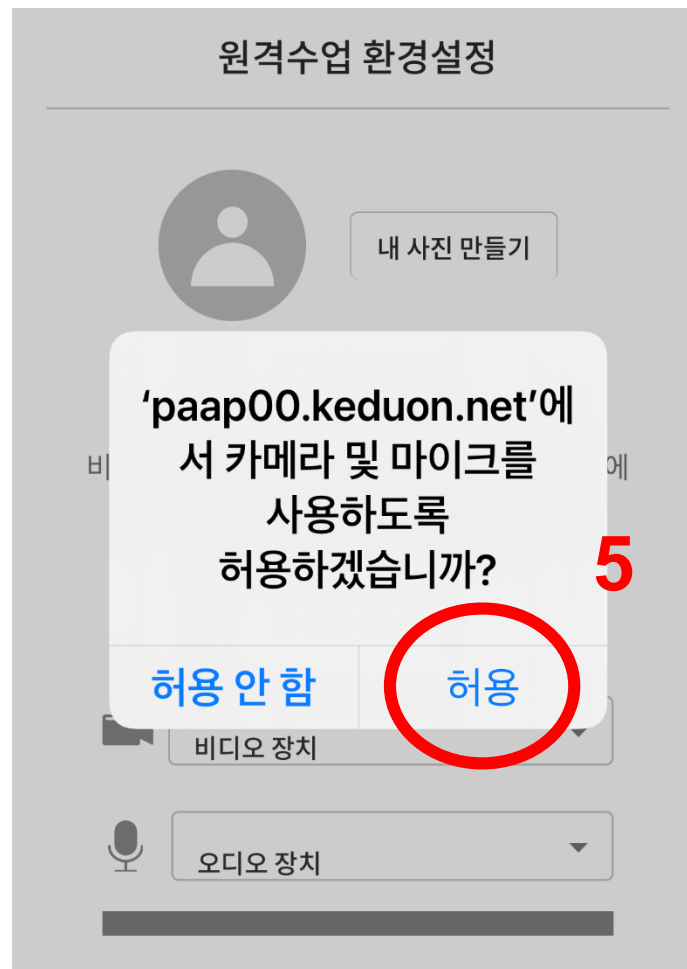 원격수업 환경설정
내 사진 만들기
‘paap00.keduon.net’에
서 카메라 및 마이크를
비
에
사용하도록
허용하겠습니까?
5
허용 안 함
허용
비디오 장치
오디오 장치